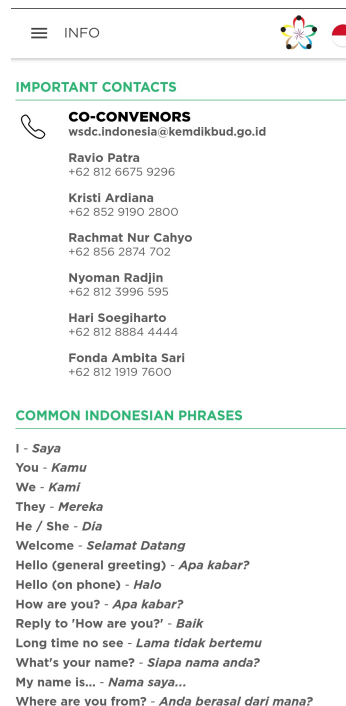 INFO
IMPORTANT CONTACTS
CO-CONVENORS
wsdc.indonesia@kemdikbud.go.id
Ravio Patra
+62 812 6675 9296
Kristi Ardiana
+62 852 9190 2800
Rachmat Nur Cahyo
+62 856 2874 702
Nyoman Radjin
+62 812 3996 595
Hari Soegiharto
+62 812 8884 4444
Fonda Ambita Sari
+62 812 1919 7600
COMMON INDONESIAN PHRASES
I - Saya
You - Kamu
We - Kami
They - Mereka
He / She - Dia
Welcome - Selamat Datang
Hello (general greeting) - Apa kabar?
Hello (on phone) - Halo
How are you? - Apa kabar?
Reply to 'How are you?' - Baik
Long time no see - Lama tidak bertemu
What's your name? - Siapa nama anda?
My name is... - Nama saya...
Where are you from? - Anda berasal dari mana?